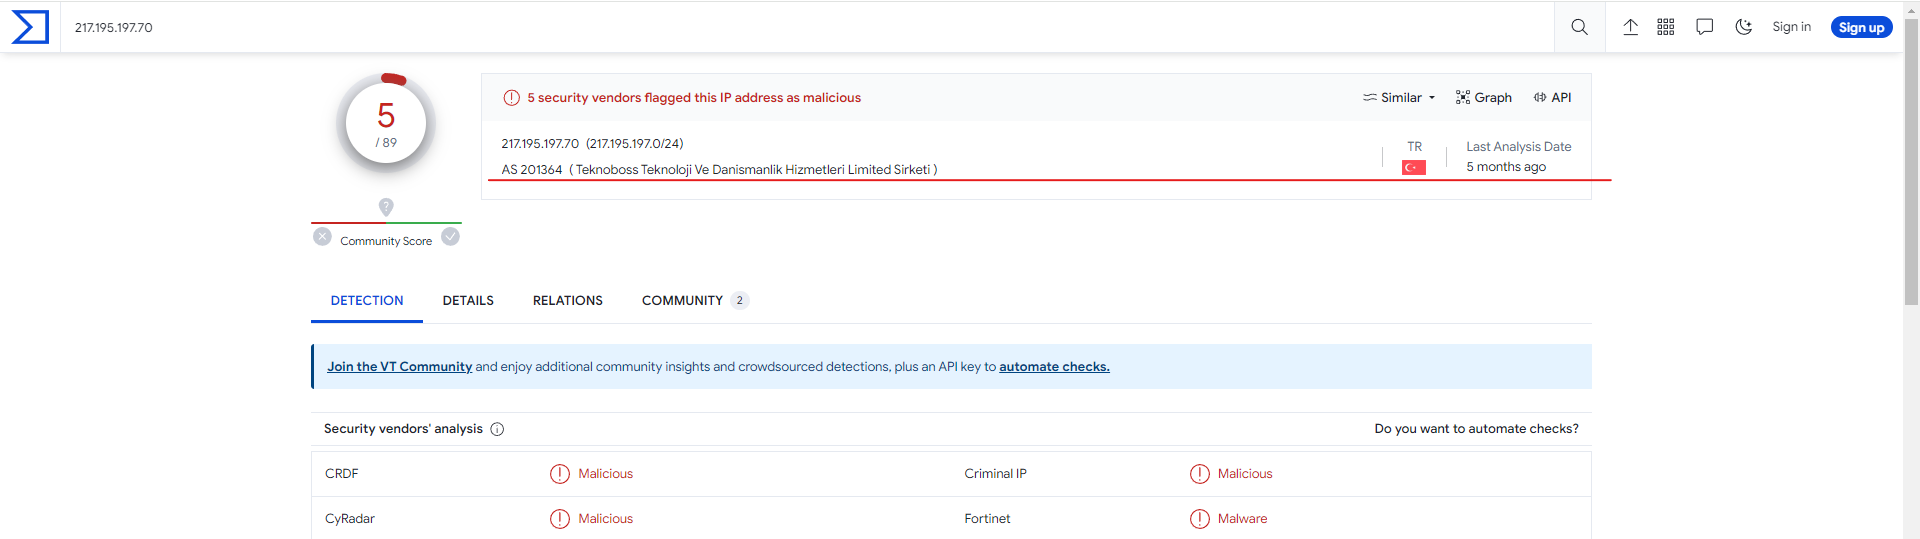 217.195.197.70
Sign in
Sign up
5
/ 89
Community Score
5 security vendors flagged this IP address as malicious
Similar
Graph
API
217.195.197.70 (217.195.197.0/24)
AS 201364 ( Teknoboss Teknoloji Ve Danismanlik Hizmetleri Limited Sirketi )
TR
Last Analysis Date
5 months ago
DETECTION
DETAILS
RELATIONS
COMMUNITY 2
Join the VT Community and enjoy additional community insights and crowdsourced detections, plus an API key to automate checks.
Security vendors' analysis
Do you want to automate checks?
CRDF
Malicious
Criminal IP
Malicious
CyRadar
Malicious
Fortinet
Malware